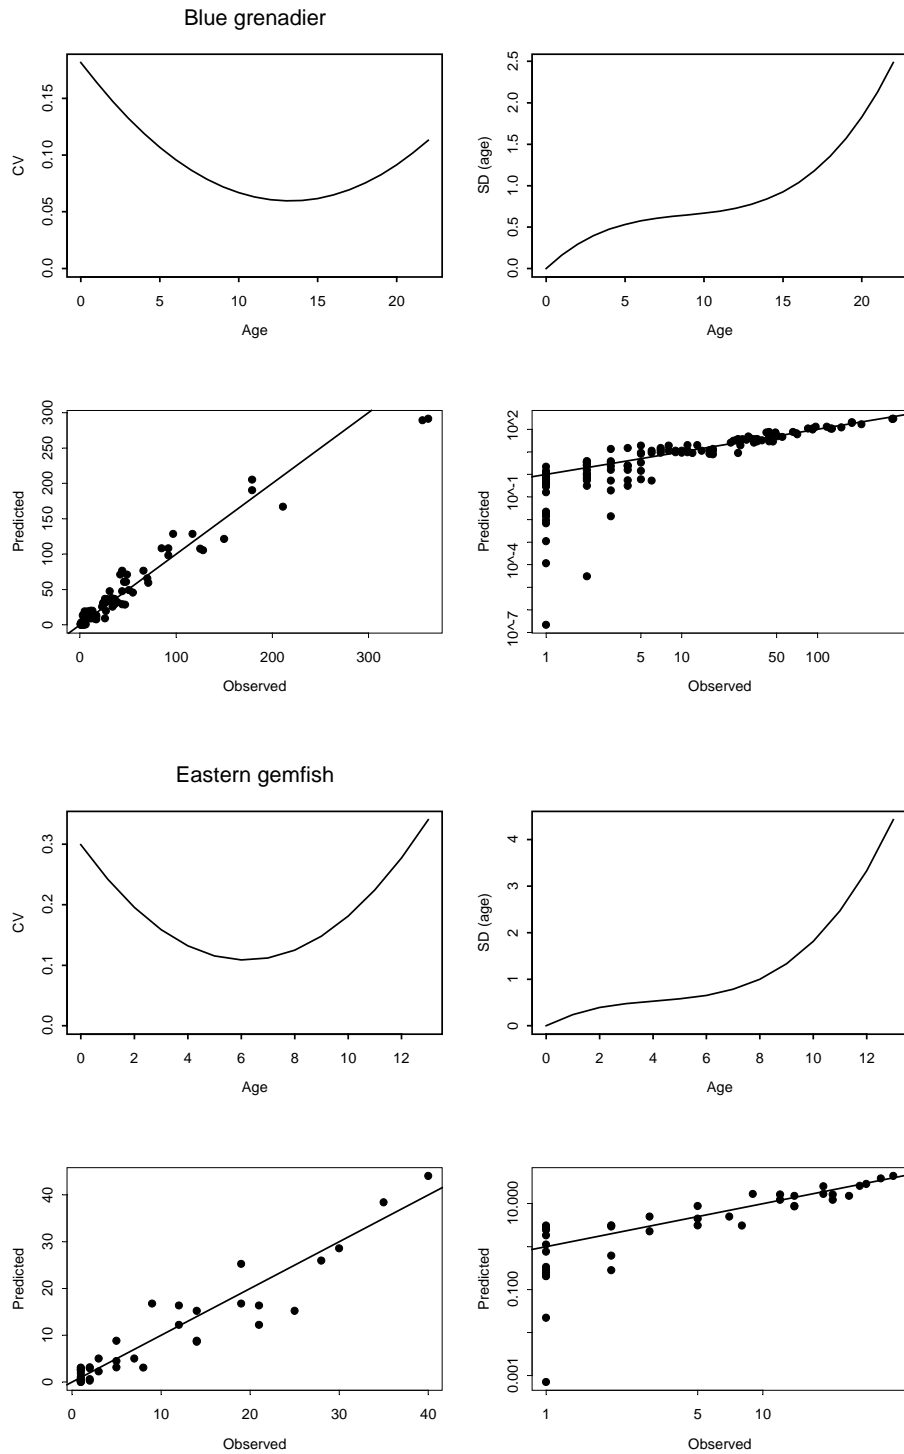 Blue grenadier
CV
0.0 0.05 0.10 0.15
0 5 10 15 20
Age
SD (age)
0.0 0.5 1.0 1.5 2.0 2.5
0 5 10 15 20
Age
Predicted
0 50 100 150 200 250 300
0 100 200 300
Observed
Predicted
10^-7 10^-4 10^-1 10^2
1 5 10 50 100
Observed
Eastern gemfish
CV
0.0 0.1 0.2 0.3
0 2 4 6 8 10 12
Age
SD (age)
0 1 2 3 4
0 2 4 6 8 10 12
Age
Predicted
0 10 20 30 40
0 10 20 30 40
Observed
Predicted
0.001 0.100 10.000
1 5 10
Observed